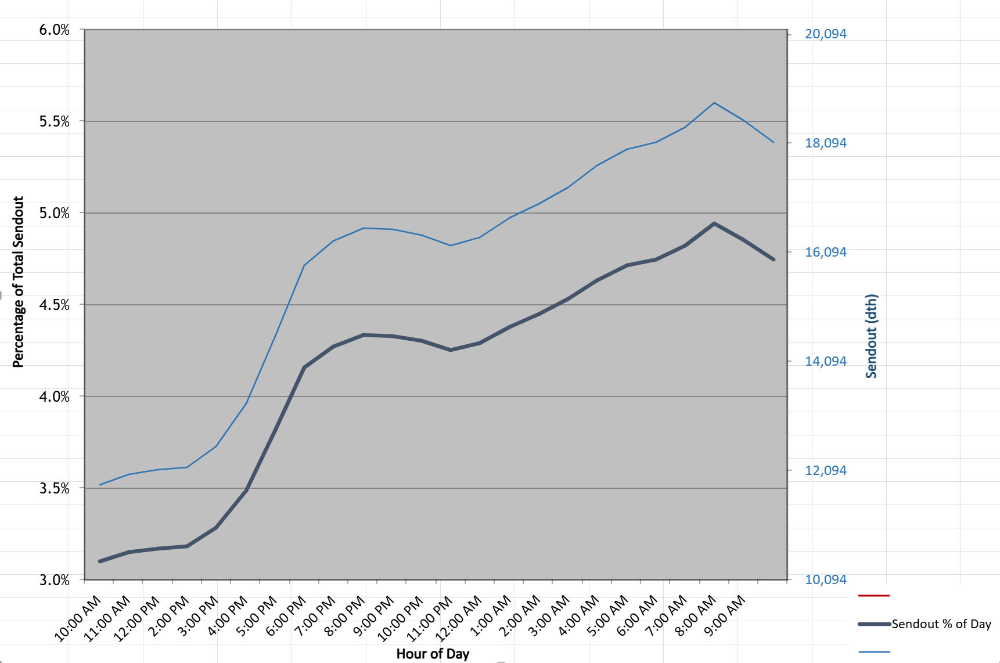 6.0%
5.5%
5.0%
4.5%
4.0%
3.5%
3.0%
Percentage of Total Sendout
20,094
18,094
16,094
14,094
12,094
10,094
Sendout (dth)
10:00 AM
11:00 AM
12:00 PM
2:00 PM
3:00 PM
4:00 PM
5:00 PM
6:00 PM
7:00 PM
8:00 PM
9:00 PM
10:00 PM
11:00 PM
12:00 AM
1:00 AM
2:00 AM
3:00 AM
4:00 AM
5:00 AM
6:00 AM
7:00 AM
8:00 AM
9:00 AM
Hour of Day
Sendout % of Day